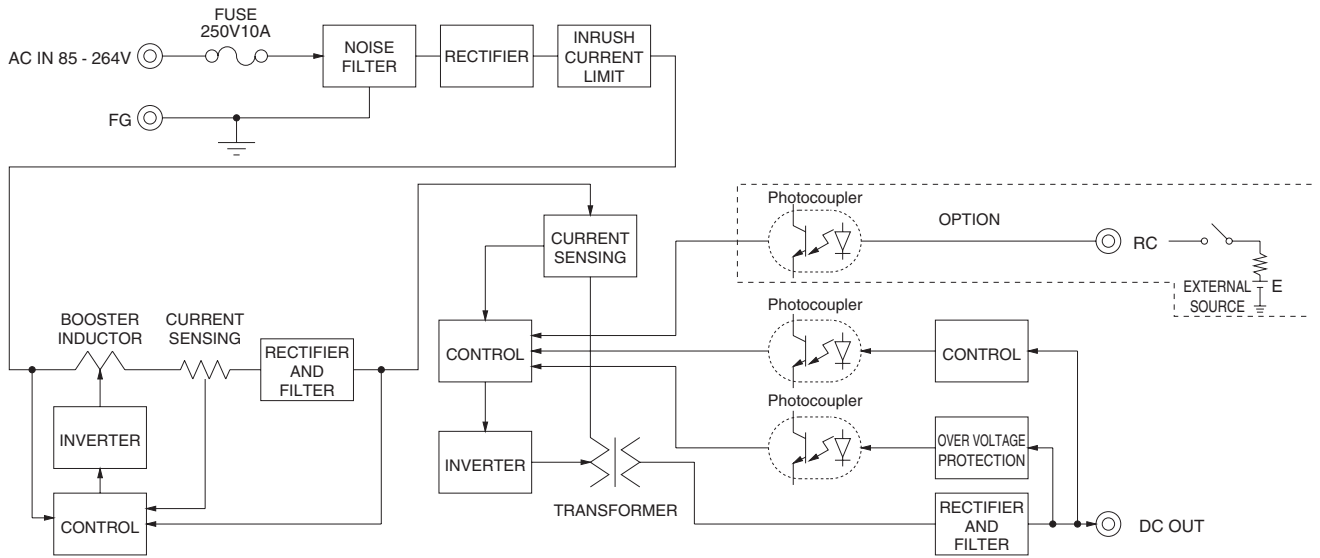 FUSE
250V10A
AC IN 85 - 264V
NOISE
FILTER
RECTIFIER
INRUSH
CURRENT
LIMIT
FG
Photocoupler
OPTION
RC
EXTERNAL
SOURCE
E
CURRENT
SENSING
BOOSTER
INDUCTOR
CURRENT
SENSING
RECTIFIER
AND
FILTER
INVERTER
CONTROL
CONTROL
INVERTER
TRANSFORMER
Photocoupler
CONTROL
Photocoupler
OVER VOLTAGE
PROTECTION
RECTIFIER
AND
FILTER
DC OUT